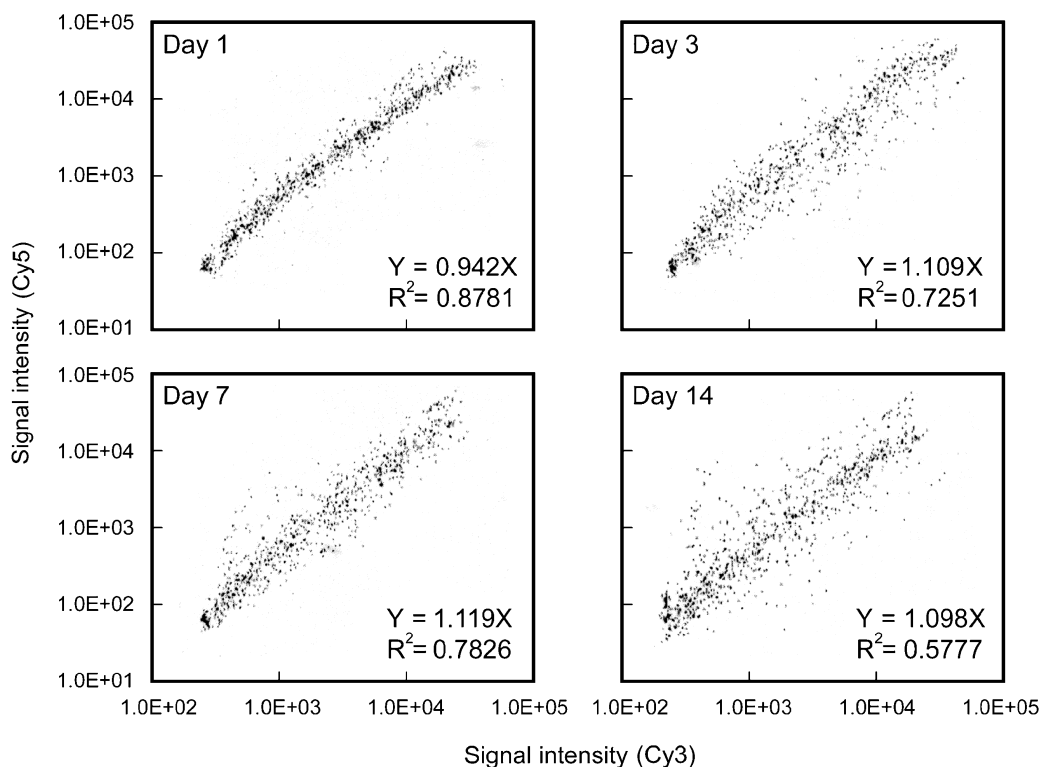 Signal intensity (Cy5)
1.0E+05
1.0E+04
1.0E+03
1.0E+02
1.0E+01
Day 1
Y = 0.942X
R²= 0.8781
Day 3
Y =1.109X
R²= 0.7251
1.0E+05
1.0E+04
1.0E+03
1.0E+02
1.0E+01
Day 7
Y = 1.119X
R²= 0.7826
Day 14
Y = 1.098X
R²= 0.5777
1.0E+02 1.0E+03 1.0E+04 1.0E+05
1.0E+02 1.0E+03 1.0E+04 1.0E+05
Signal intensity (Cy3)